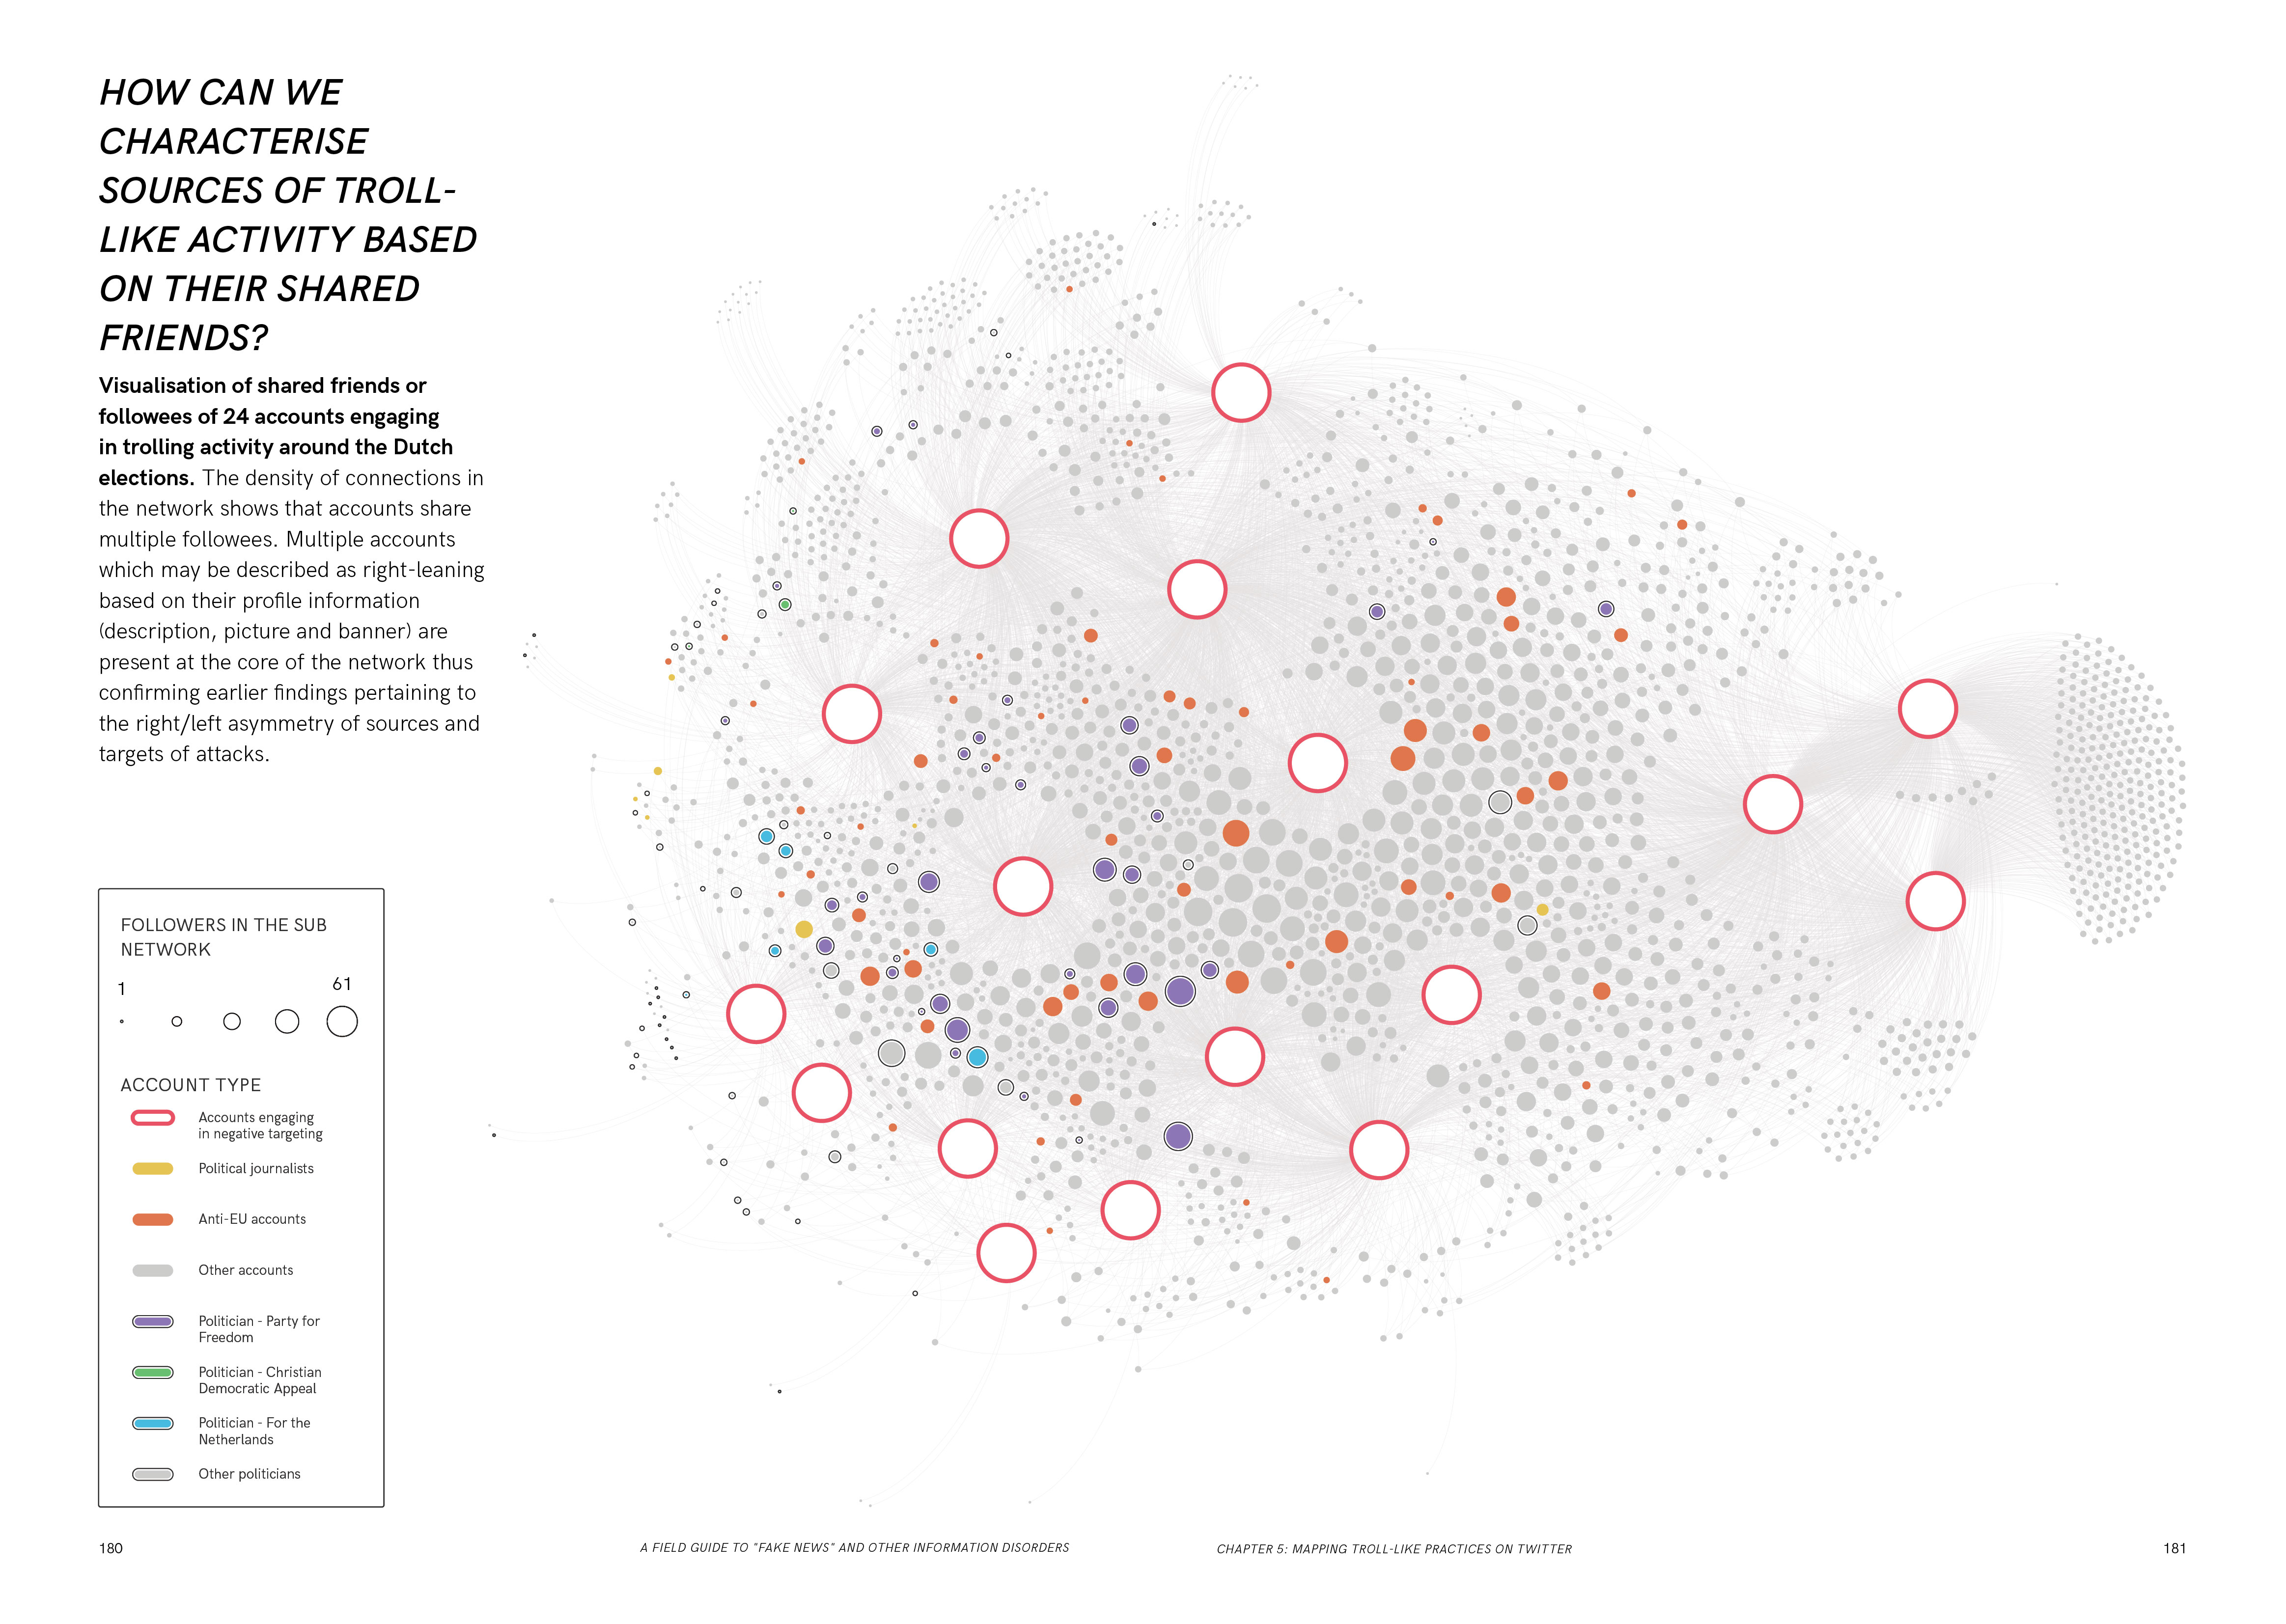 HOW CAN WE
CHARACTERISE
SOURCES OF TROLL-
LIKE ACTIVITY BASED
ON THEIR SHARED
FRIENDS?
Visualisation of shared friends or
followees of 24 accounts engaging
in trolling activity around the Dutch
elections. The density of connections in
the network shows that accounts share
multiple followees. Multiple accounts
which may be described as right-leaning
based on their profile information
(description, picture and banner) are
present at the core of the network thus
confirming earlier findings pertaining to
the right/left asymmetry of sources and
targets of attacks.
FOLLOWERS IN THE SUB
NETWORK
1
61
ACCOUNT TYPE
Accounts engaging
in negative targeting
Political journalists
Anti-EU accounts
Other accounts
Politician - Party for
Freedom
Politician - Christian
Democratic Appeal
Politician - For the
Netherlands
Other politicians
180
A FIELD GUIDE TO "FAKE NEWS" AND OTHER INFORMATION DISORDERS
CHAPTER 5: MAPPING TROLL-LIKE PRACTICES ON TWITTER
181